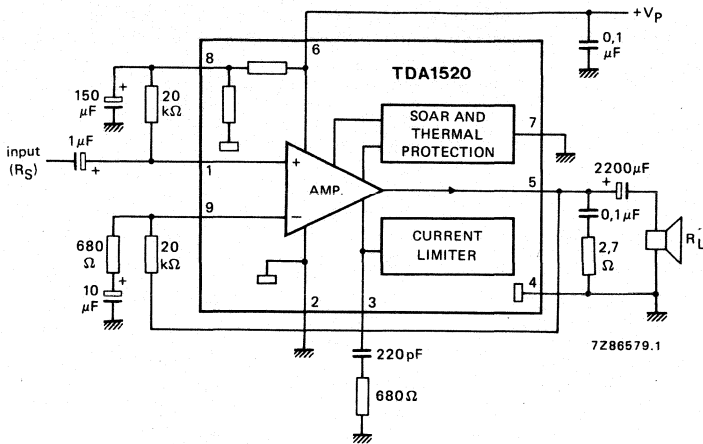 +Vp
0,1
µF
6
8
TDA1520
150
µF
+
20
kΩ
SOAR AND
THERMAL
PROTECTION
7
1µF
input
(RS)
+
1
+
AMP.
−
5
2200µF
+
9
0,1µF
680
Ω
20
kΩ
CURRENT
LIMITER
2,7
Ω
RL
+
10
µF
4
2
3
7Z86579.1
220pF
680Ω